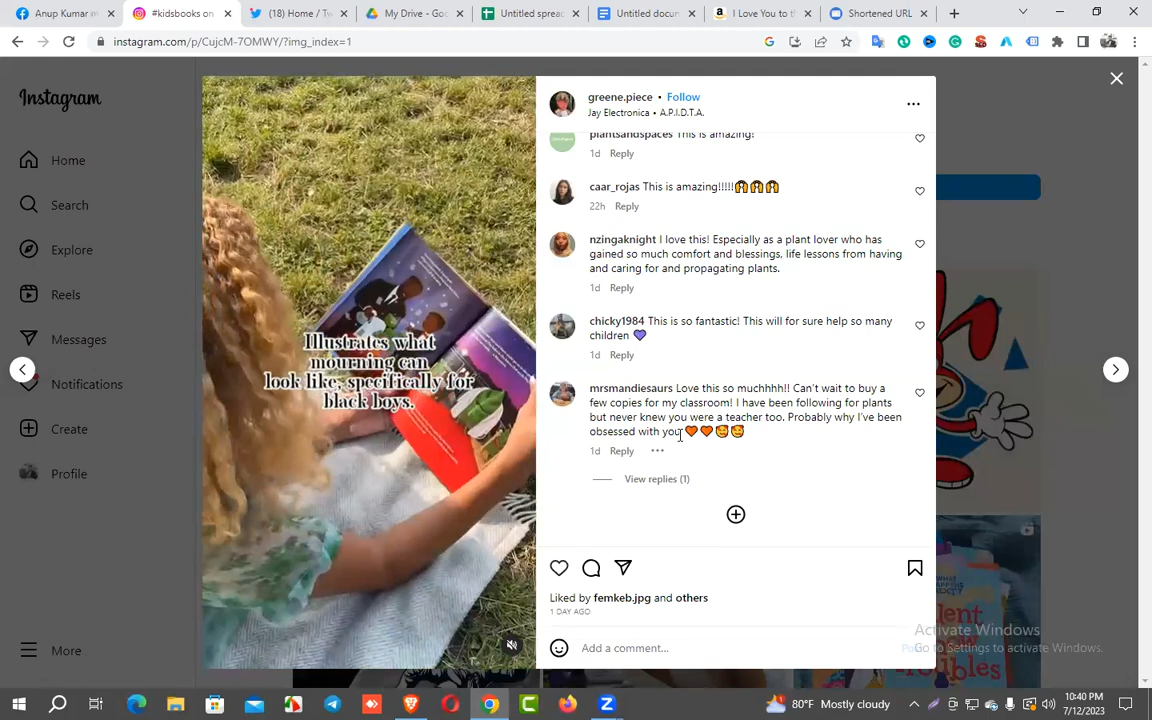 Anup Kumar m
#kidsbooks on
(18) Home / Tw
My Drive - Goo
Untitled spread
Untitled docum
I Love You to th
Shortened URL
instagram.com/p/CujcM-7OMWY/?img_index=1
Instagram
Home
Search
Explore
Reels
Messages
Notifications
Create
Profile
More
Illustrates what
mourning can
look like, specifically for
black boys.
greene.piece • Follow
Jay Electronica • A.P.I.D.T.A.
plantsandspaces This is amazing!
1d Reply
caar_rojas This is amazing!!!!!
22h Reply
nzingaknight I love this! Especially as a plant lover who has
gained so much comfort and blessings, life lessons from having
and caring for and propagating plants.
1d Reply
chicky1984 This is so fantastic! This will for sure help so many
children 💜
1d Reply
mrsmandiesaurs Love this so muchhhh!! Can't wait to buy a
few copies for my classroom! I have been following for plants
but never knew you were a teacher too. Probably why I've been
obsessed with you 🧡🧡🥰🥰
1d Reply
View replies (1)
Liked by femkeb.jpg and others
1 DAY AGO
Add a comment...
Activate Windows
Go to Settings to activate Windows.
80°F Mostly cloudy
10:40 PM
7/12/2023